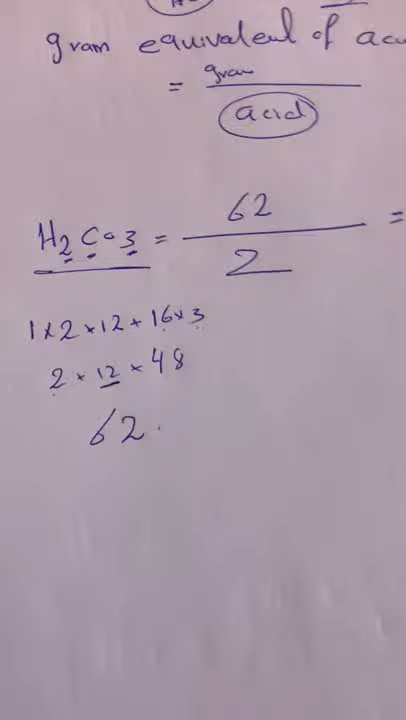 gram equivalent of
= gram
acid
H2CO3 = 62 =
2
1×2×12+16×3
2×12×48
62.